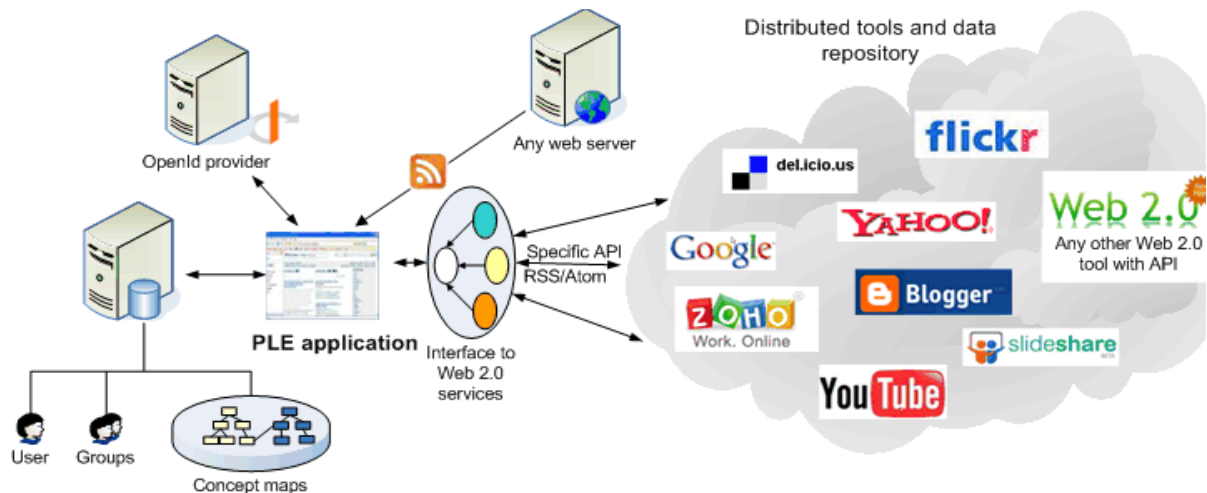 Distributed tools and data
repository
OpenId provider
Any web server
flickr
del.icio.us
YAHOO!
Web 2.0
Any other Web 2.0
tool with API
Google
Specific API
RSS/Atom
Blogger
ZOHO
Work. Online
PLE application
Interface to
Web 2.0
services
slideshare
BETA
YouTube
User
Groups
Concept maps